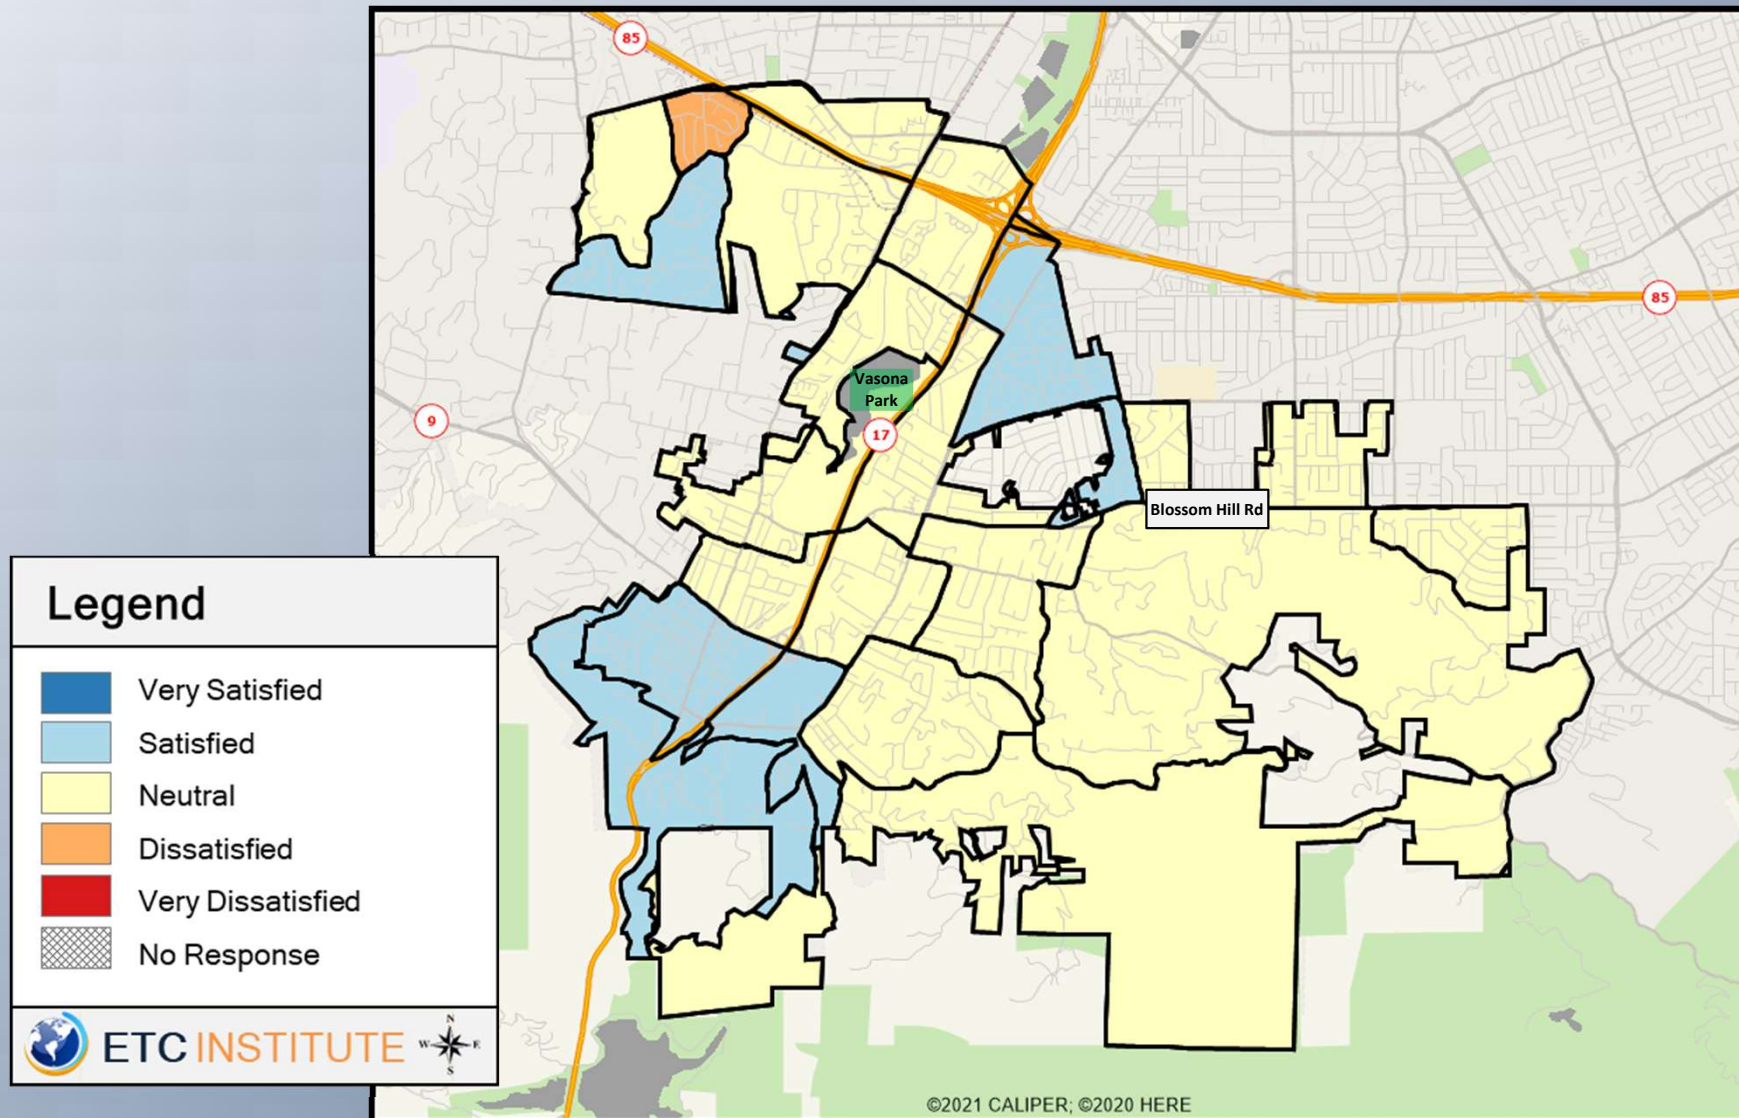 85
85
Vasona
Park
9
17
Blossom Hill Rd
Legend
Very Satisfied
Satisfied
Neutral
Dissatisfied
Very Dissatisfied
No Response
ETC INSTITUTE
N
W E
S
©2021 CALIPER; ©2020 HERE